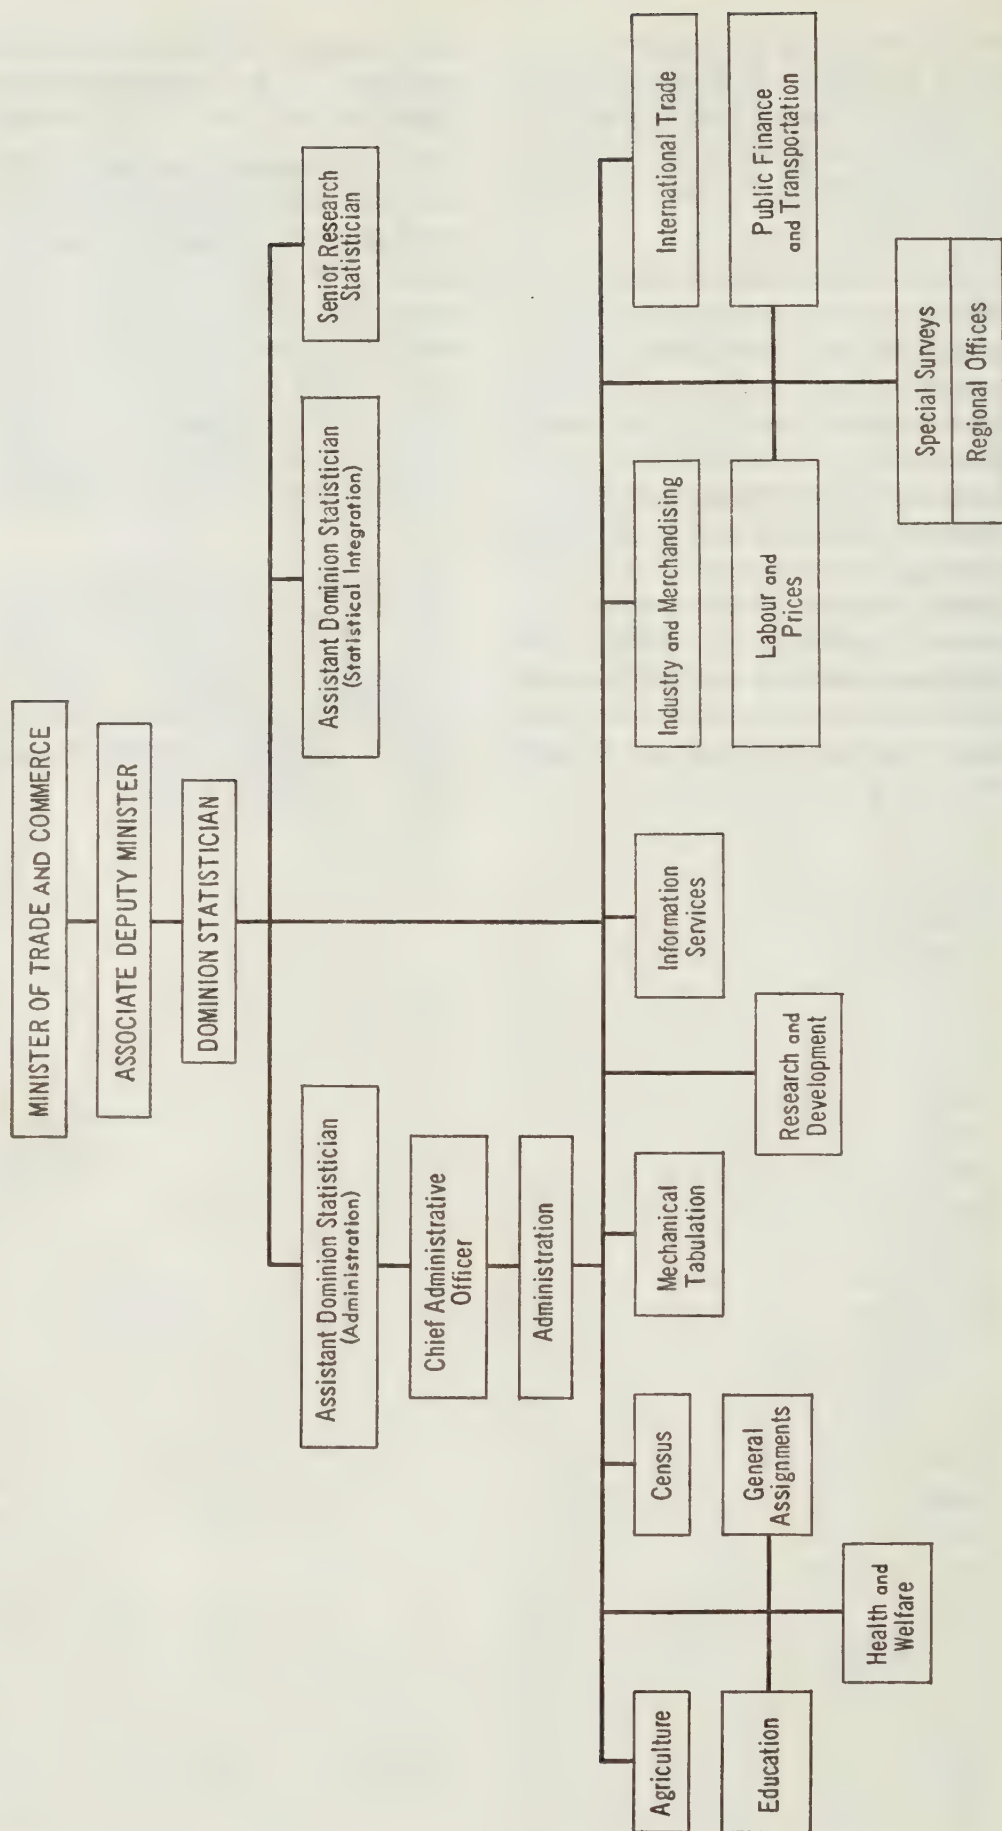 MINISTER OF TRADE AND COMMERCE
ASSOCIATE DEPUTY MINISTER
DOMINION STATISTICIAN
Assistant Dominion Statistician
(Administration)
Assistant Dominion Statistician
(Statistical Integration)
Senior Research
Statistician
Chief Administrative
Officer
Administration
Agriculture
Census
Mechanical
Tabulation
Information
Services
Industry and Merchandising
International Trade
Education
General
Assignments
Research and
Development
Labour and
Prices
Public Finance
and Transportation
Health and
Welfare
Special Surveys
Regional Offices